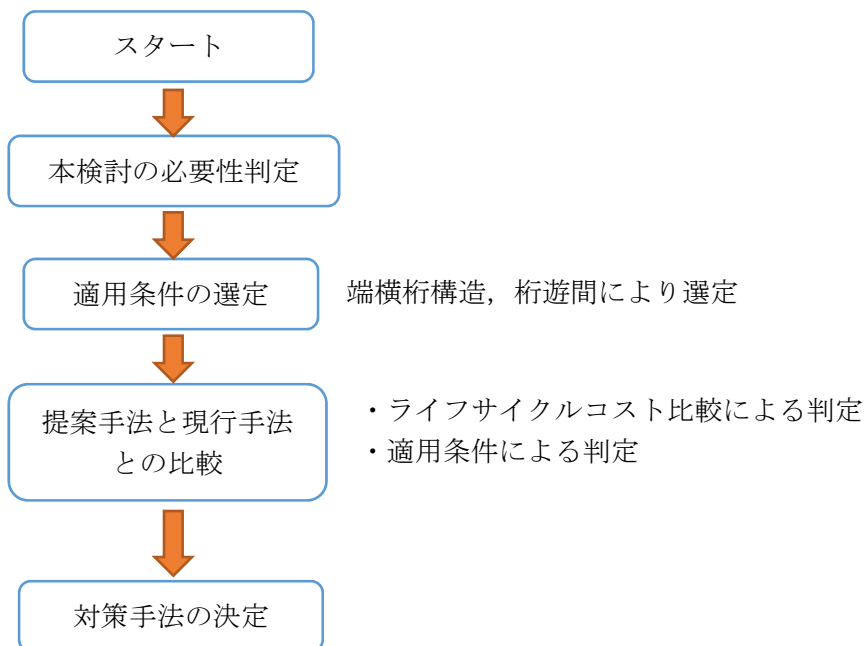 スタート
本検討の必要性判定
適用条件の選定
端横桁構造，桁遊間により選定
提案手法と現行手法
との比較
・ライフサイクルコスト比較による判定
・適用条件による判定
対策手法の決定